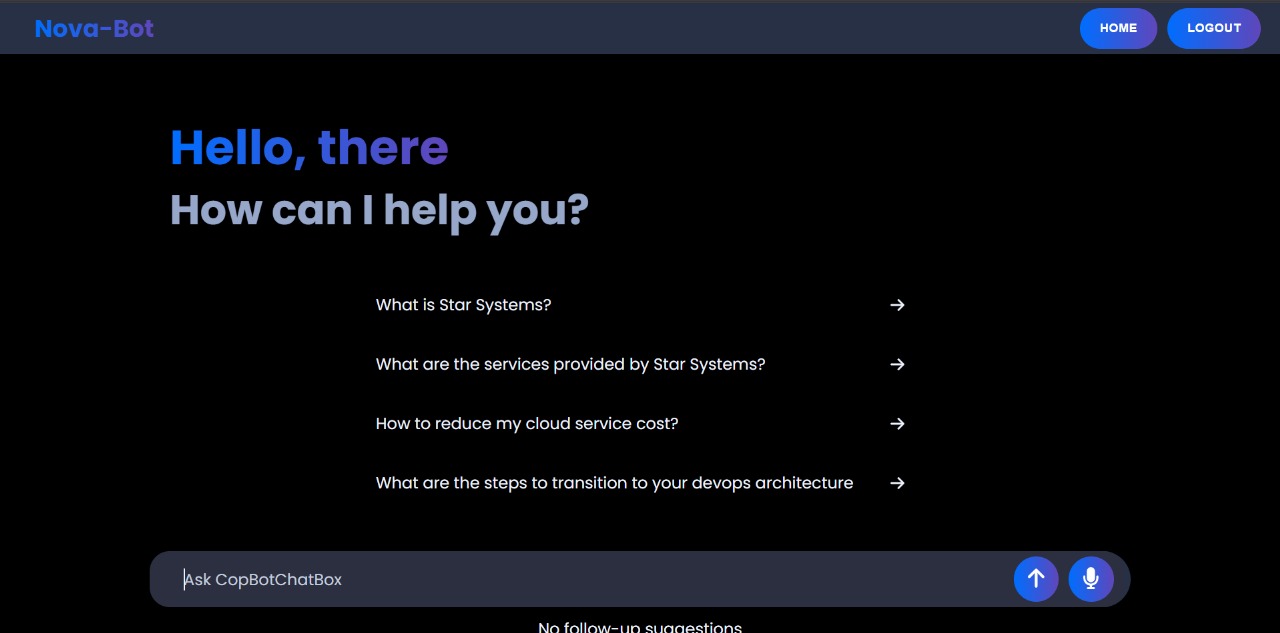 Nova-Bot
HOME
LOGOUT
Hello, there
How can I help you?
What is Star Systems?
What are the services provided by Star Systems?
How to reduce my cloud service cost?
What are the steps to transition to your devops architecture
Ask CopBotChatBox
No follow-up suggestions